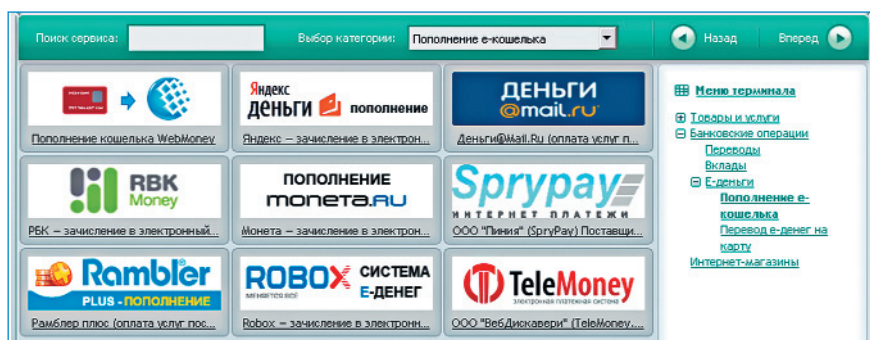 Поиск сервиса:
Выбор категории:
Пополнение е-кошелька
Назад
Вперед
Пополнение кошелька WebMoney
Яндекс
ДЕНЬГИ пополнение
Яндекс – зачисление в электрон...
ДЕНЬГИ
@mail.ru
Деньги@Mail.Ru (оплата услуг п...
RBK
Money
РБК – зачисление в электронный...
ПОПОЛНЕНИЕ
moneta.ru
Монета – зачисление в электрон...
Sprypay
ИНТЕРНЕТ ПЛАТЕЖИ
ООО "Пиния" (SpryPay) Поставщи...
Rambler
PLUS - ПОПОЛНЕНИЕ
Рамблер плюс (оплата услуг пос...
ROBOX СИСТЕМА
МЕНЯЕТСЯ ВСЁ Е-ДЕНЕГ
Robox – зачисление в электронн...
TeleMoney
электронная платежная система
ООО "ВебДискавери" (TeleMoney,...
Меню терминала
Товары и услуги
Банковские операции
Переводы
Вклады
Е-деньги
Пополнение е-
кошелька
Перевод е-денег на
карту
Интернет-магазины